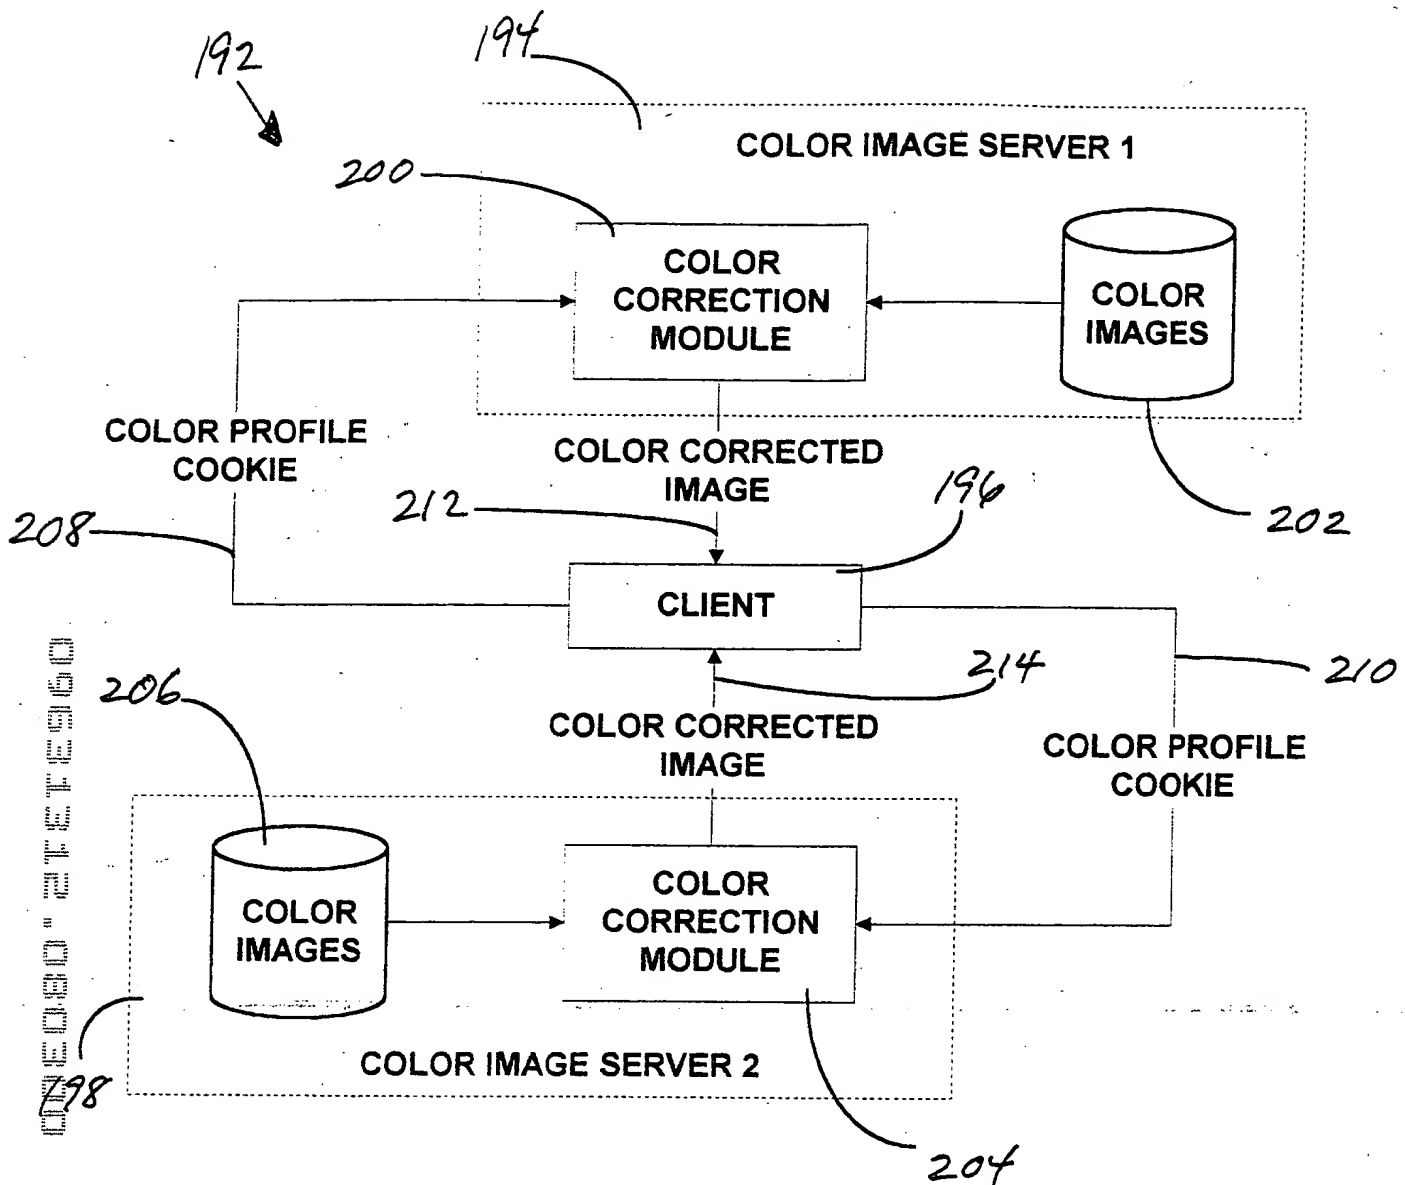 192
194
COLOR IMAGE SERVER 1
200
COLOR
CORRECTION
MODULE
COLOR
IMAGES
COLOR PROFILE
COOKIE
COLOR CORRECTED
IMAGE
196
212
202
208
CLIENT
214
210
206
COLOR CORRECTED
IMAGE
COLOR PROFILE
COOKIE
COLOR
IMAGES
COLOR
CORRECTION
MODULE
COLOR IMAGE SERVER 2
198
204